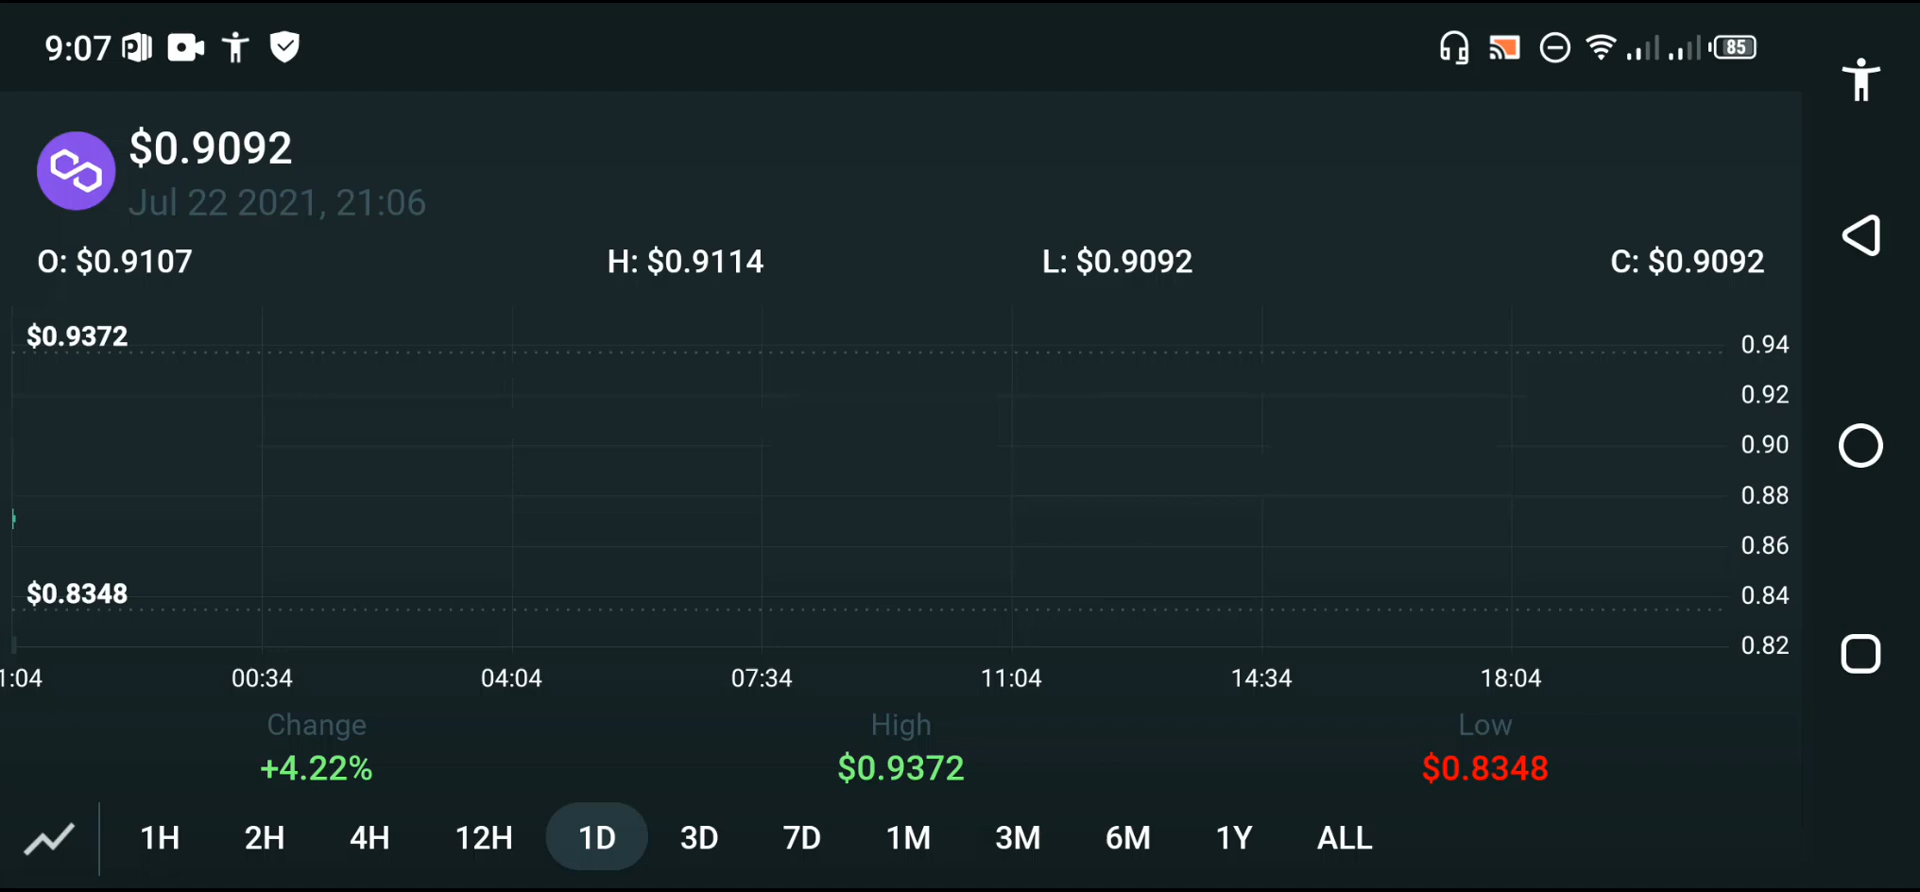 9:07
85
$0.9092
Jul 22 2021, 21:06
O: $0.9107 H: $0.9114 L: $0.9092 C: $0.9092
$0.9372
0.94
0.92
0.90
0.88
0.86
$0.8348
0.84
0.82
1:04 00:34 04:04 07:34 11:04 14:34 18:04
Change High Low
+4.22% $0.9372 $0.8348
1H 2H 4H 12H 1D 3D 7D 1M 3M 6M 1Y ALL